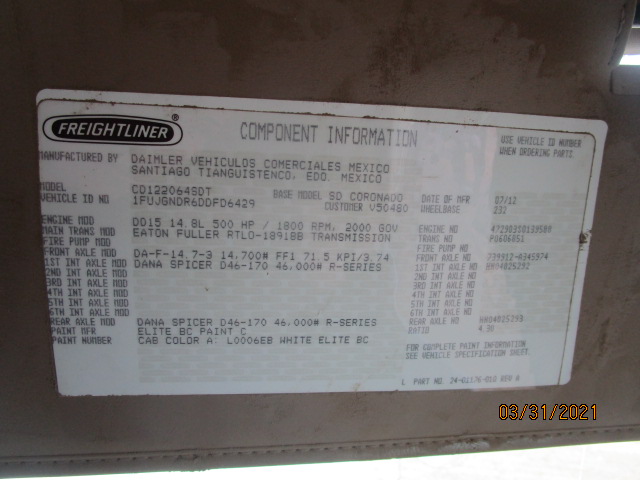 FREIGHTLINER ®
COMPONENT INFORMATION
USE VEHICLE ID NUMBER
WHEN ORDERING PARTS
MANUFACTURED BY DAIMLER VEHICULOS COMERCIALES MEXICO
SANTIAGO TIANGUISTENCO, EDO. MEXICO
MODEL CD122064SDT BASE MODEL SD CORONADO DATE OF MFR 07/12
VEHICLE ID NO 1FUJGNDR6DDFD6429 CUSTOMER V50480 WHEELBASE 232
ENGINE MOD DD15 14.8L 500 HP / 1800 RPM, 2000 GOV ENGINE NO 472903S0139580
MAIN TRANS MOD EATON FULLER RTLO-18918B TRANSMISSION TRANS NO P0606051
FIRE PUMP MOD FIRE PUMP NO
FRONT AXLE MOD DA-F-14.7-3 14,700# FF1 71.5 KPI/3.74 FRONT AXLE NO 739912-0345974
1ST INT AXLE MOD DANA SPICER D46-170 46,000# R-SERIES 1ST INT AXLE NO HH04025292
2ND INT AXLE MOD 2ND INT AXLE NO
3RD INT AXLE MOD 3RD INT AXLE NO
4TH INT AXLE MOD 4TH INT AXLE NO
5TH INT AXLE MOD 5TH INT AXLE NO
6TH INT AXLE MOD 6TH INT AXLE NO
REAR AXLE MOD DANA SPICER D46-170 46,000# R-SERIES REAR AXLE NO HH04025293
PAINT MFR ELITE BC PAINT C RATIO 4.30
PAINT NUMBER CAB COLOR A: L0006EB WHITE ELITE BC
FOR COMPLETE PAINT INFORMATION
SEE VEHICLE SPECIFICATION SHEET.
L PART NO. 24-01176-010 REV A
03/31/2021